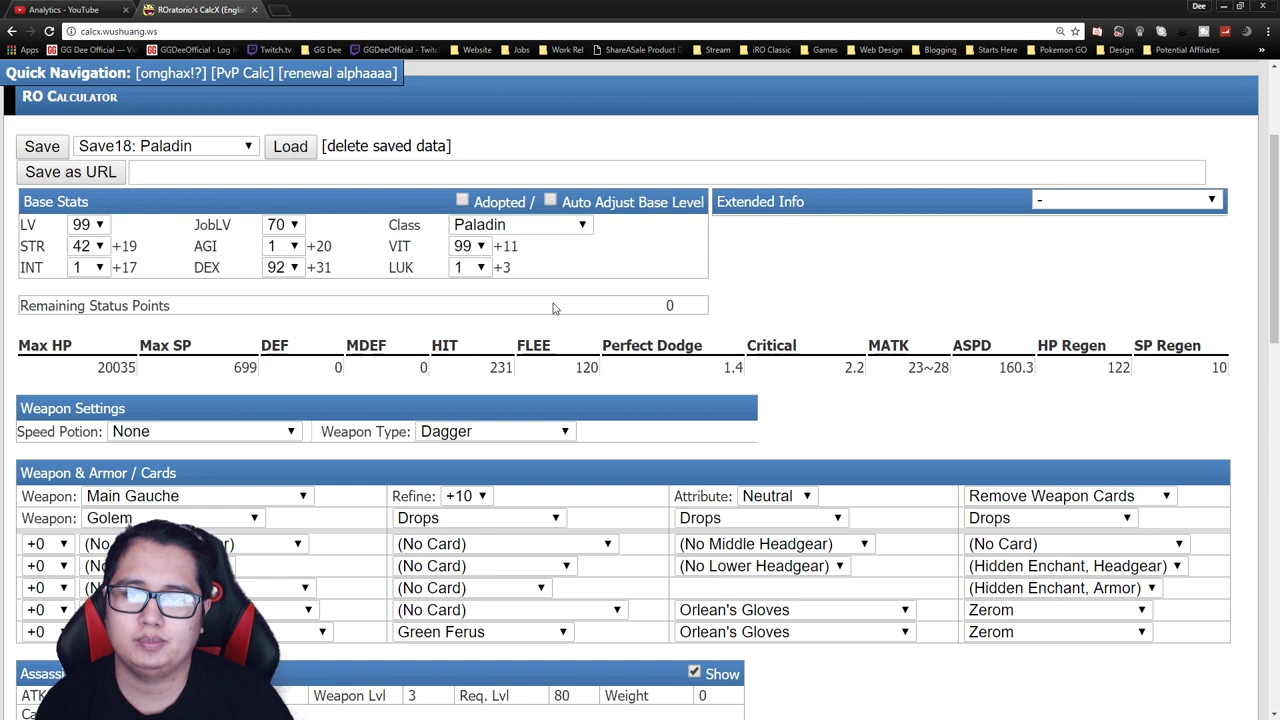 Analytics - YouTube
ROratorio's CalcX (Englis
Dee
calcx.wushuang.ws
Apps
GGDeeOfficial ‹ Log In
Twitch.tv
GG Dee
GGDeeOfficial - Twitc
Website
Jobs
Work Rel
ShareASale Product D
Stream
iRO Classic
Games
Web Design
Blogging
Starts Here
Pokemon GO
Design
Potential Affiliates
Quick Navigation: [omghax!?] [PvP Calc] [renewal alphaaaa]
RO Calculator
Save
Save18: Paladin
Load
[delete saved data]
Save as URL
Base Stats
Adopted /
Auto Adjust Base Level
Extended Info
-
LV 99 JobLV 70 Class Paladin
STR 42 +19 AGI 1 +20 VIT 99 +11
INT 1 +17 DEX 92 +31 LUK 1 +3
Remaining Status Points 0
Max HP Max SP DEF MDEF HIT FLEE Perfect Dodge Critical MATK ASPD HP Regen SP Regen
20035 699 0 0 231 120 1.4 2.2 23~28 160.3 122 10
Weapon Settings
Speed Potion: None Weapon Type: Dagger
Weapon & Armor / Cards
Weapon: Main Gauche Refine: +10 Attribute: Neutral Remove Weapon Cards
Weapon: Golem Drops Drops Drops
+0 (No (No Card) (No Middle Headgear) (No Card)
+0 (No Card) (No Lower Headgear) (Hidden Enchant, Headgear)
+0 (No Card) (Hidden Enchant, Armor)
+0 (No Card) Orlean's Gloves Zerom
+0 Green Ferus Orlean's Gloves Zerom
Assassi
Show
Weapon Lvl 3 Req. Lvl 80 Weight 0